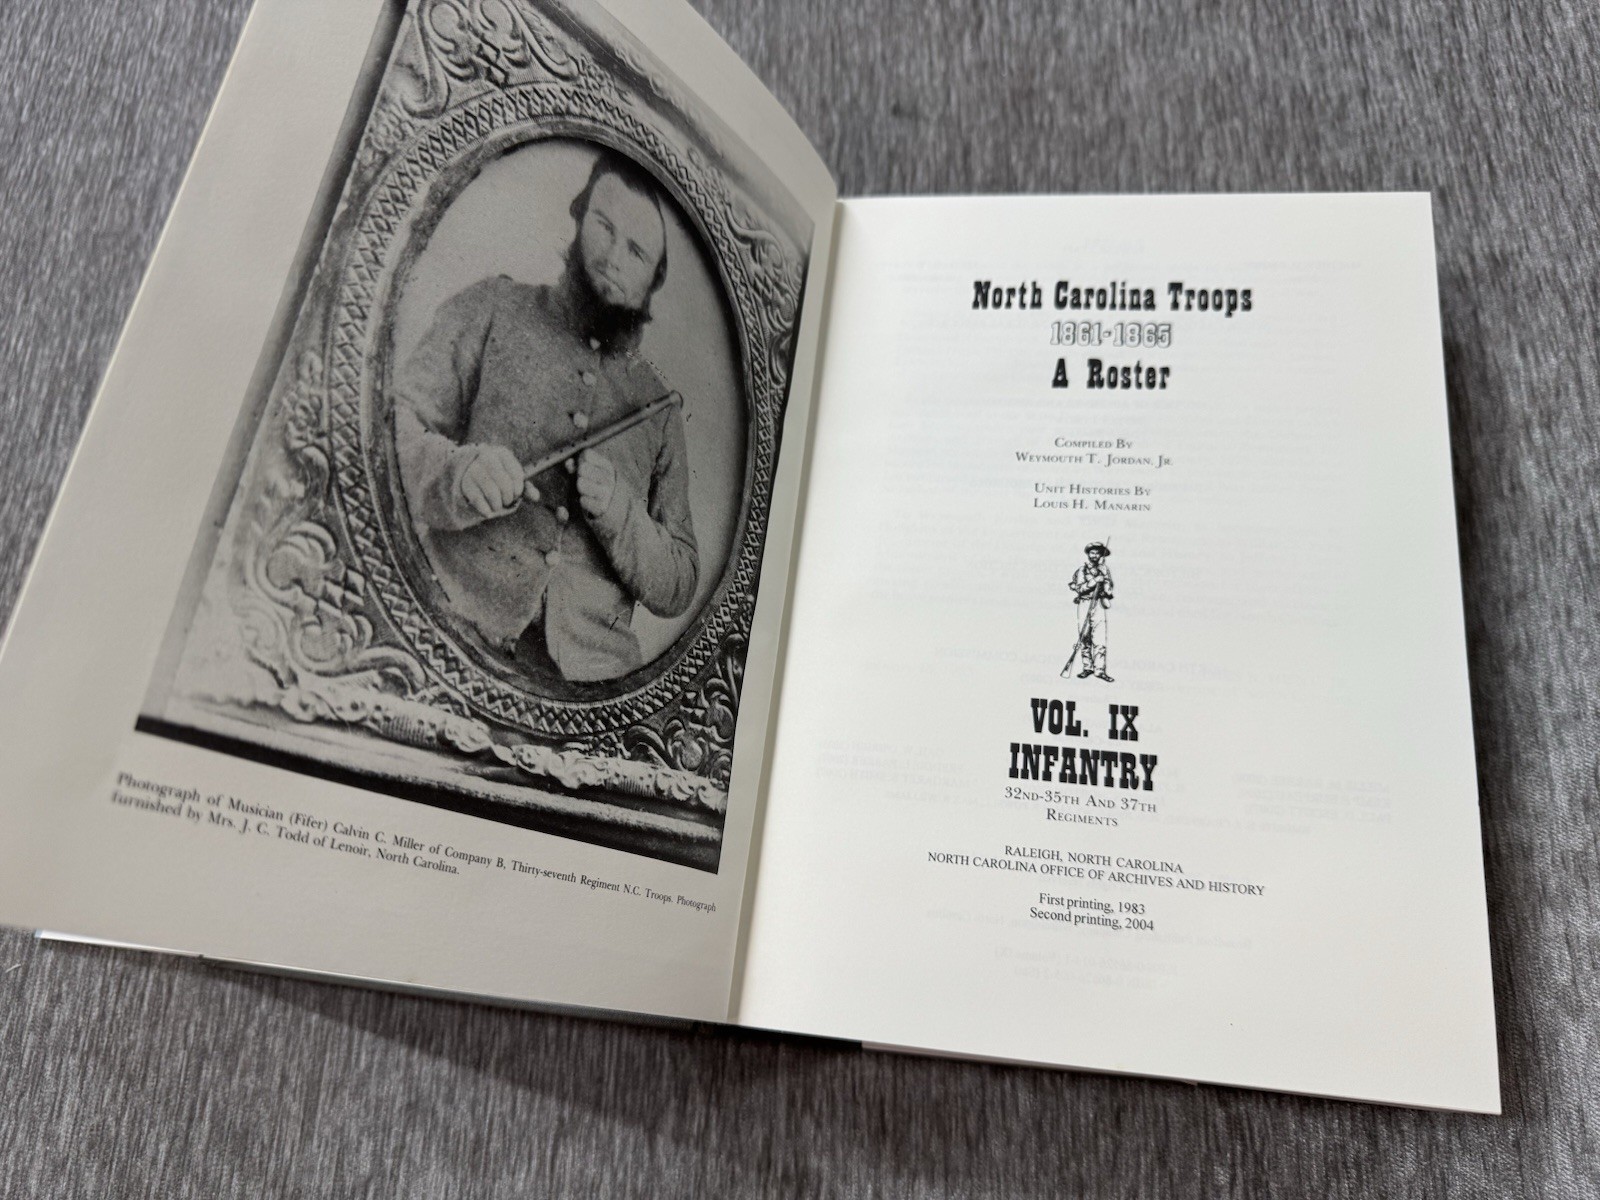 Photograph of Musician (Fifer) Calvin C. Miller of Company B, Thirty-seventh Regiment N.C. Troops. Photograph
furnished by Mrs. J. C. Todd of Lenoir, North Carolina.
North Carolina Troops
1861-1865
A Roster
Compiled By
Weymouth T. Jordan, Jr.
Unit Histories By
Louis H. Manarin
VOL. IX
INFANTRY
32nd-35th And 37th
Regiments
RALEIGH, NORTH CAROLINA
NORTH CAROLINA OFFICE OF ARCHIVES AND HISTORY
First printing, 1983
Second printing, 2004